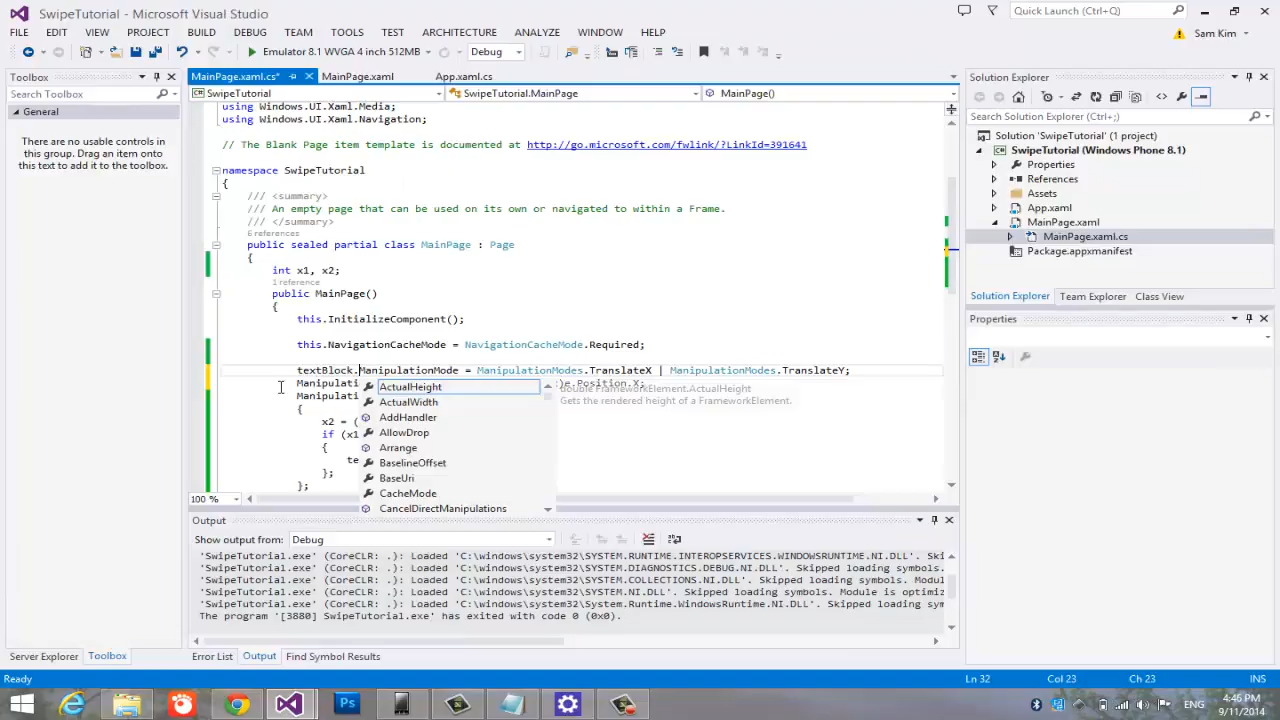 SwipeTutorial - Microsoft Visual Studio
Quick Launch (Ctrl+Q)
FILE EDIT VIEW PROJECT BUILD DEBUG TEAM TOOLS TEST ARCHITECTURE ANALYZE WINDOW HELP
Sam Kim
Emulator 8.1 WVGA 4 inch 512MB
Debug
Toolbox
Search Toolbox
General
There are no usable controls in
this group. Drag an item onto
this text to add it to the toolbox.
MainPage.xaml.cs*
MainPage.xaml
App.xaml.cs
SwipeTutorial
SwipeTutorial.MainPage
MainPage()
using Windows.UI.Xaml.Media;
using Windows.UI.Xaml.Navigation;
// The Blank Page item template is documented at http://go.microsoft.com/fwlink/?LinkId=391641
namespace SwipeTutorial
{
/// <summary>
/// An empty page that can be used on its own or navigated to within a Frame.
/// </summary>
6 references
public sealed partial class MainPage : Page
{
int x1, x2;
1 reference
public MainPage()
{
this.InitializeComponent();
this.NavigationCacheMode = NavigationCacheMode.Required;
textBlock.ManipulationMode = ManipulationModes.TranslateX | ManipulationModes.TranslateY;
Manipulatio )e.Position.X;
Manipulatio
{
x2 = (
if (x1
{
te
};
};
ActualHeight
ActualWidth
AddHandler
AllowDrop
Arrange
BaselineOffset
BaseUri
CacheMode
CancelDirectManipulations
double FrameworkElement.ActualHeight
Gets the rendered height of a FrameworkElement.
100 %
Output
Show output from: Debug
'SwipeTutorial.exe' (CoreCLR: .): Loaded 'C:\windows\system32\SYSTEM.RUNTIME.INTEROPSERVICES.WINDOWSRUNTIME.NI.DLL'. Ski
'SwipeTutorial.exe' (CoreCLR: .): Loaded 'C:\windows\system32\SYSTEM.DIAGNOSTICS.DEBUG.NI.DLL'. Skipped loading symbols.
'SwipeTutorial.exe' (CoreCLR: .): Loaded 'C:\windows\system32\SYSTEM.COLLECTIONS.NI.DLL'. Skipped loading symbols. Modul
'SwipeTutorial.exe' (CoreCLR: .): Loaded 'C:\windows\system32\SYSTEM.NI.DLL'. Skipped loading symbols. Module is optimiz
'SwipeTutorial.exe' (CoreCLR: .): Loaded 'C:\windows\system32\System.Runtime.WindowsRuntime.NI.DLL'. Skipped loading sym
The program '[3880] SwipeTutorial.exe' has exited with code 0 (0x0).
Server Explorer Toolbox
Error List Output Find Symbol Results
Solution Explorer
Search Solution Explorer (Ctrl+;)
Solution 'SwipeTutorial' (1 project)
SwipeTutorial (Windows Phone 8.1)
Properties
References
Assets
App.xaml
MainPage.xaml
MainPage.xaml.cs
Package.appxmanifest
Solution Explorer Team Explorer Class View
Properties
Ready
Ln 32 Col 23 Ch 23 INS
Ps
ENG
4:46 PM
9/11/2014